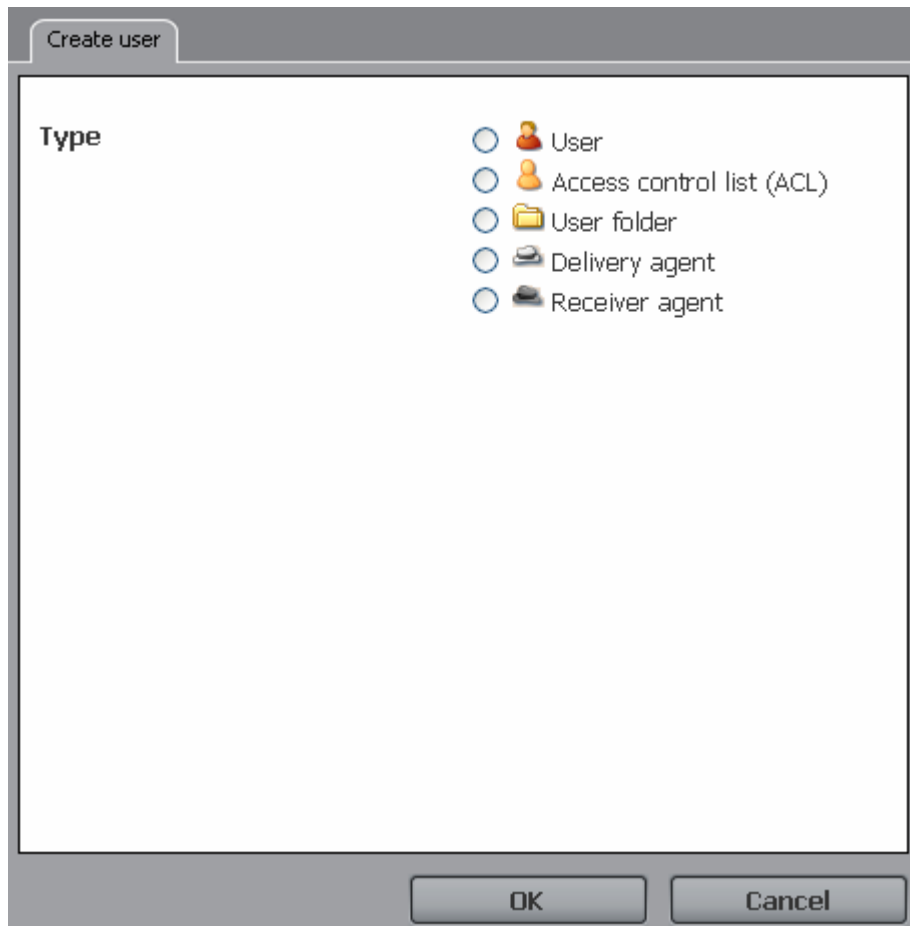 Create user
Type
User
Access control list (ACL)
User folder
Delivery agent
Receiver agent
OK Cancel